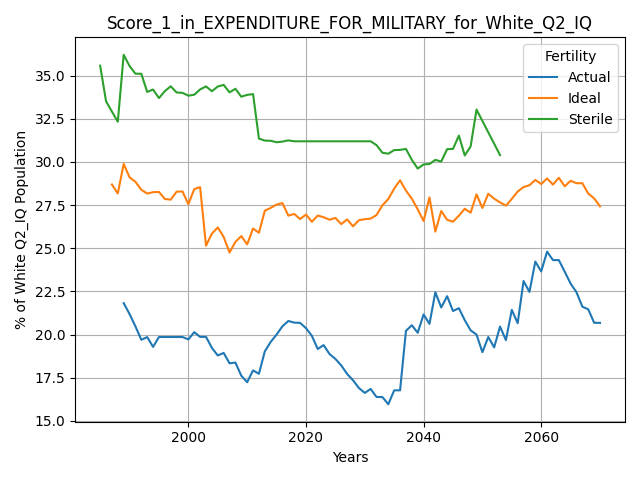 Score_1_in_EXPENDITURE_FOR_MILITARY_for_White_Q2_IQ
Fertility
Actual
Ideal
Sterile
% of White Q2_IQ Population
35.0
32.5
30.0
27.5
25.0
22.5
20.0
17.5
15.0
2000
2020
2040
2060
Years